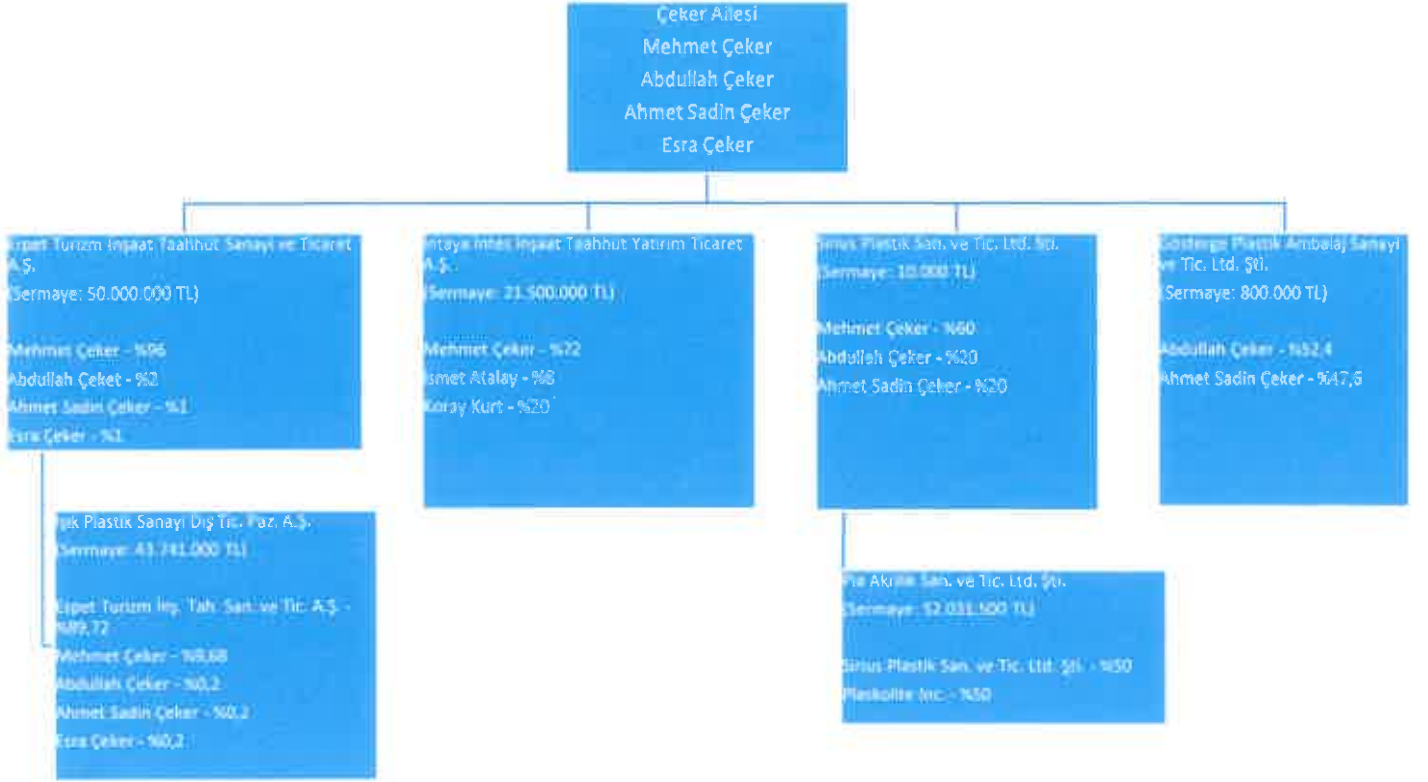 Çeker Ailesi
Mehmet Çeker
Abdullah Çeker
Ahmet Sadin Çeker
Esra Çeker
Turizm İnşaat Taahhüt Sanayi ve Ticaret
A.Ş.
(Sermaye: 50.000.000 TL)
Mehmet Çeker - %96
Abdullah Çeket - %2
Ahmet Sadin Çeker - %1
Esra Çeker - %1
İnşaat Taahhüt Yatırım Ticaret
A.Ş.
(Sermaye: 21.500.000 TL)
Mehmet Çeker - %72
İsmet Atalay - %8
Koray Kurt - %20
Sirius Plastik San. ve Tic. Ltd. Şti.
(Sermaye: 10.000 TL)
Mehmet Çeker - %60
Abdullah Çeker - %20
Ahmet Sadin Çeker - %20
Gösterge Plastik Ambalaj Sanayi
ve Tic. Ltd. Şti.
(Sermaye: 800.000 TL)
Abdullah Çeker - %52,4
Ahmet Sadin Çeker - %47,6
Plastik Sanayi Dış Tic. Paz. A.Ş.
(Sermaye: 43.741.000 TL)
Turizm İnş. Tah. San. ve Tic. A.Ş. -
%89,72
Mehmet Çeker - %9,68
Abdullah Çeker - %0,2
Ahmet Sadin Çeker - %0,2
Esra Çeker - %0,2
Akrilik San. ve Tic. Ltd. Şti.
(Sermaye: 52.031.500 TL)
Sirius Plastik San. ve Tic. Ltd. Şti. - %50
Plaskolite Inc. - %50